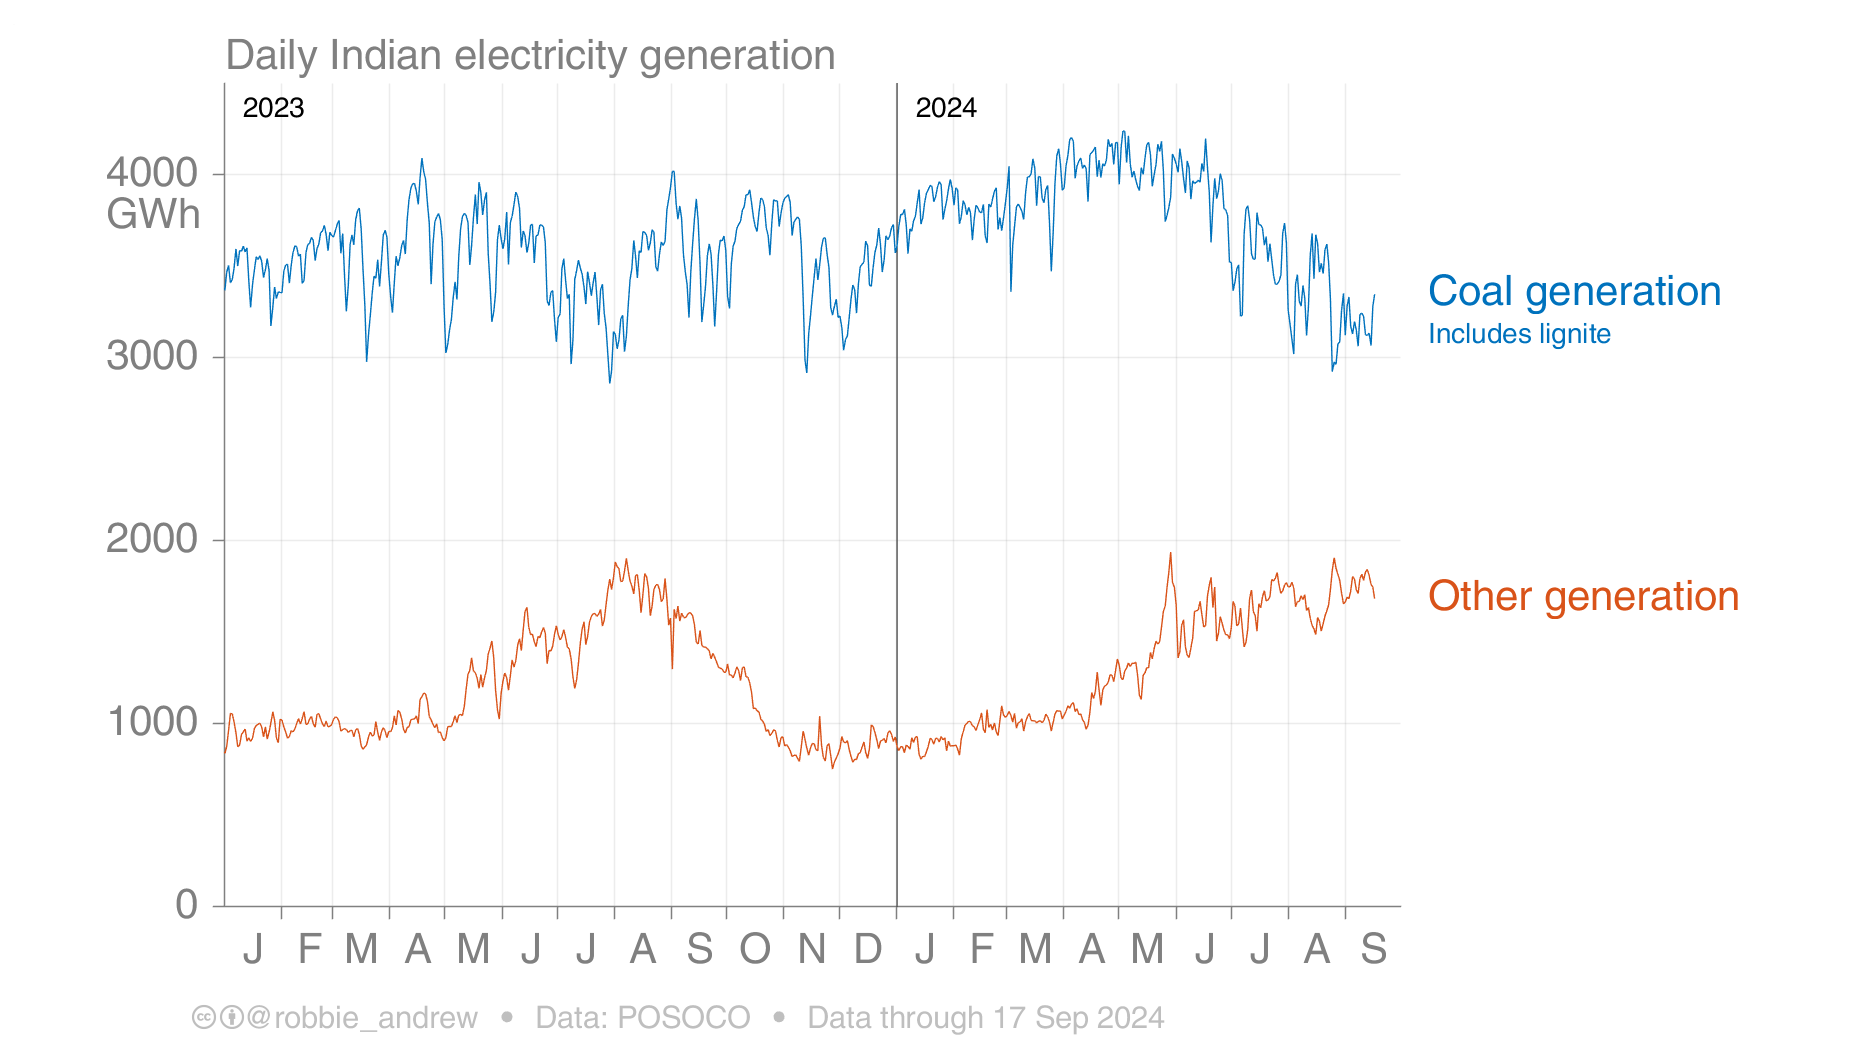 Daily Indian electricity generation
2023
2024
4000
GWh
3000
2000
1000
0
Coal generation
Includes lignite
Other generation
J F M A M J J A S O N D J F M A M J J A S
cc @robbie_andrew • Data: POSOCO • Data through 17 Sep 2024